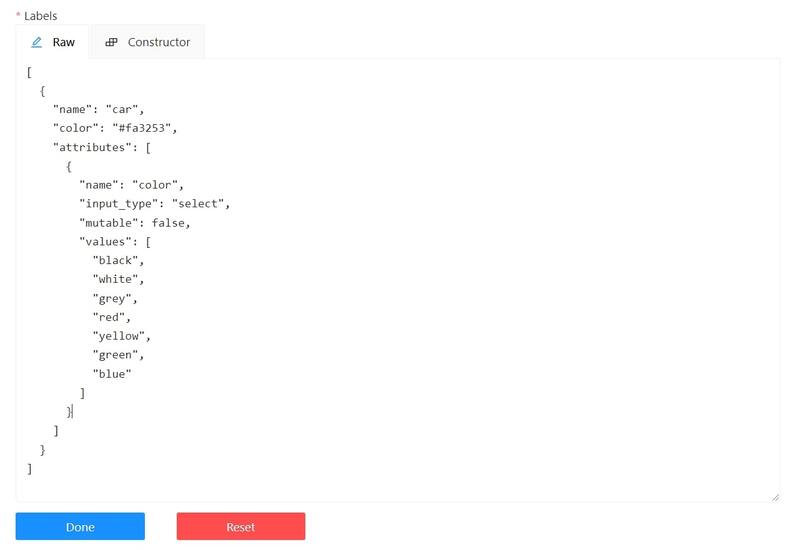 * Labels
Raw
Constructor
[
  {
    "name": "car",
    "color": "#fa3253",
    "attributes": [
      {
        "name": "color",
        "input_type": "select",
        "mutable": false,
        "values": [
          "black",
          "white",
          "grey",
          "red",
          "yellow",
          "green",
          "blue"
        ]
      }
    ]
  }
]
Done
Reset